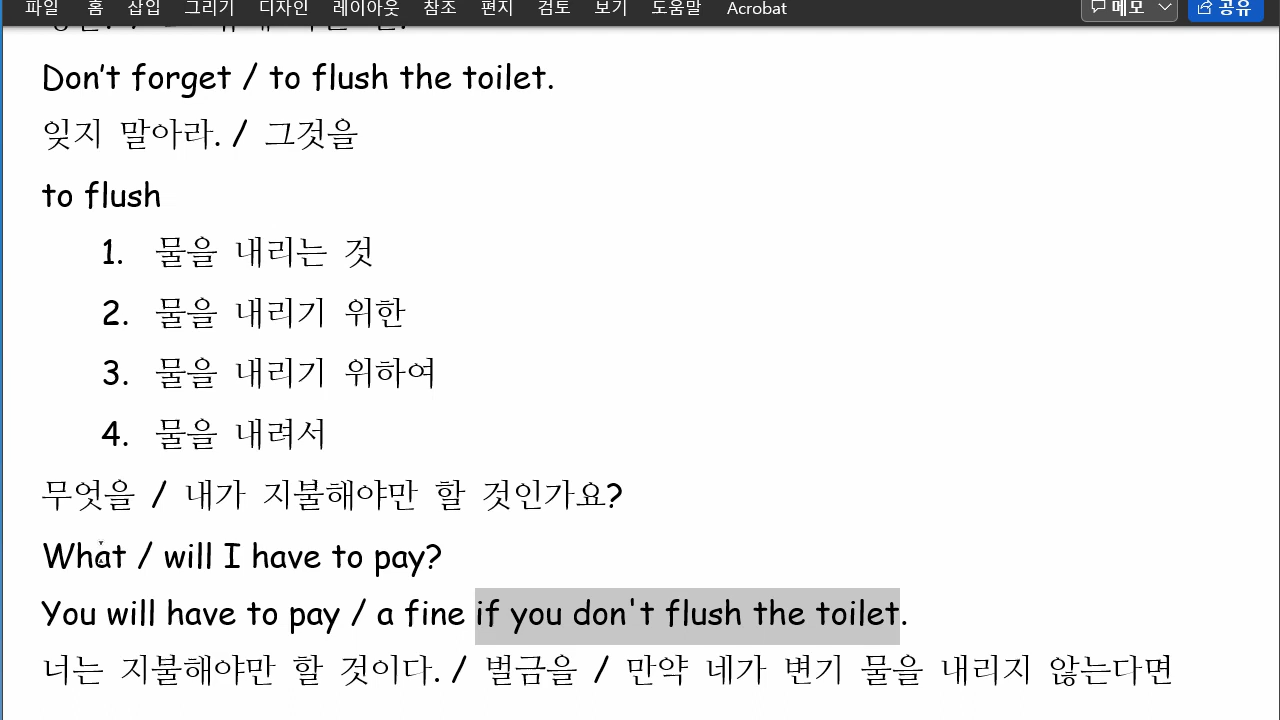 파일 홈 삽입 그리기 디자인 레이아웃 참조 편지 검토 보기 도움말 Acrobat 메모 공유
Don't forget / to flush the toilet.
잊지 말아라. / 그것을
to flush
1. 물을 내리는 것
2. 물을 내리기 위한
3. 물을 내리기 위하여
4. 물을 내려서
무엇을 / 내가 지불해야만 할 것인가요?
What / will I have to pay?
You will have to pay / a fine if you don't flush the toilet.
너는 지불해야만 할 것이다. / 벌금을 / 만약 네가 변기 물을 내리지 않는다면